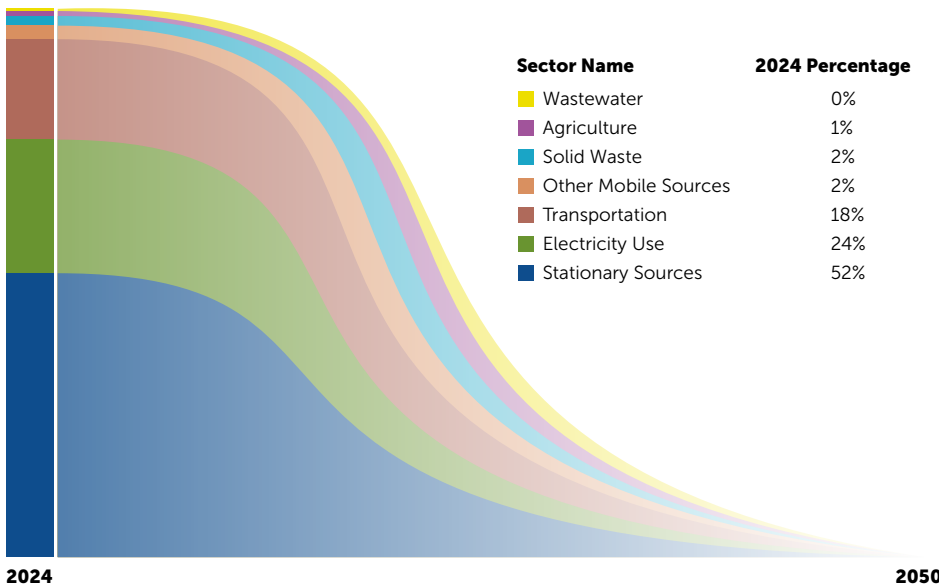 Sector Name 2024 Percentage
Wastewater 0%
Agriculture 1%
Solid Waste 2%
Other Mobile Sources 2%
Transportation 18%
Electricity Use 24%
Stationary Sources 52%
2024 2050